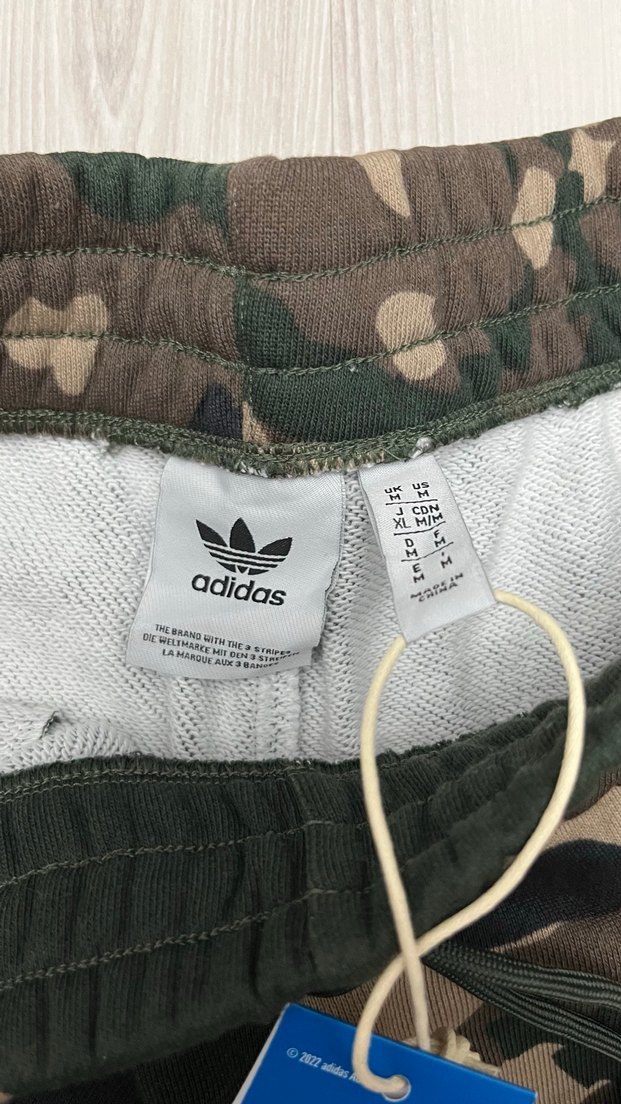 adidas
THE BRAND WITH THE 3 STRIPES
DIE WELTMARKE MIT DEN 3 STREIFEN
LA MARQUE AUX 3 BANDES
UK US
M M
J CDN
XL M/M
D F
M M
E I
M M
MADE IN
CHINA
© 2022 adidas